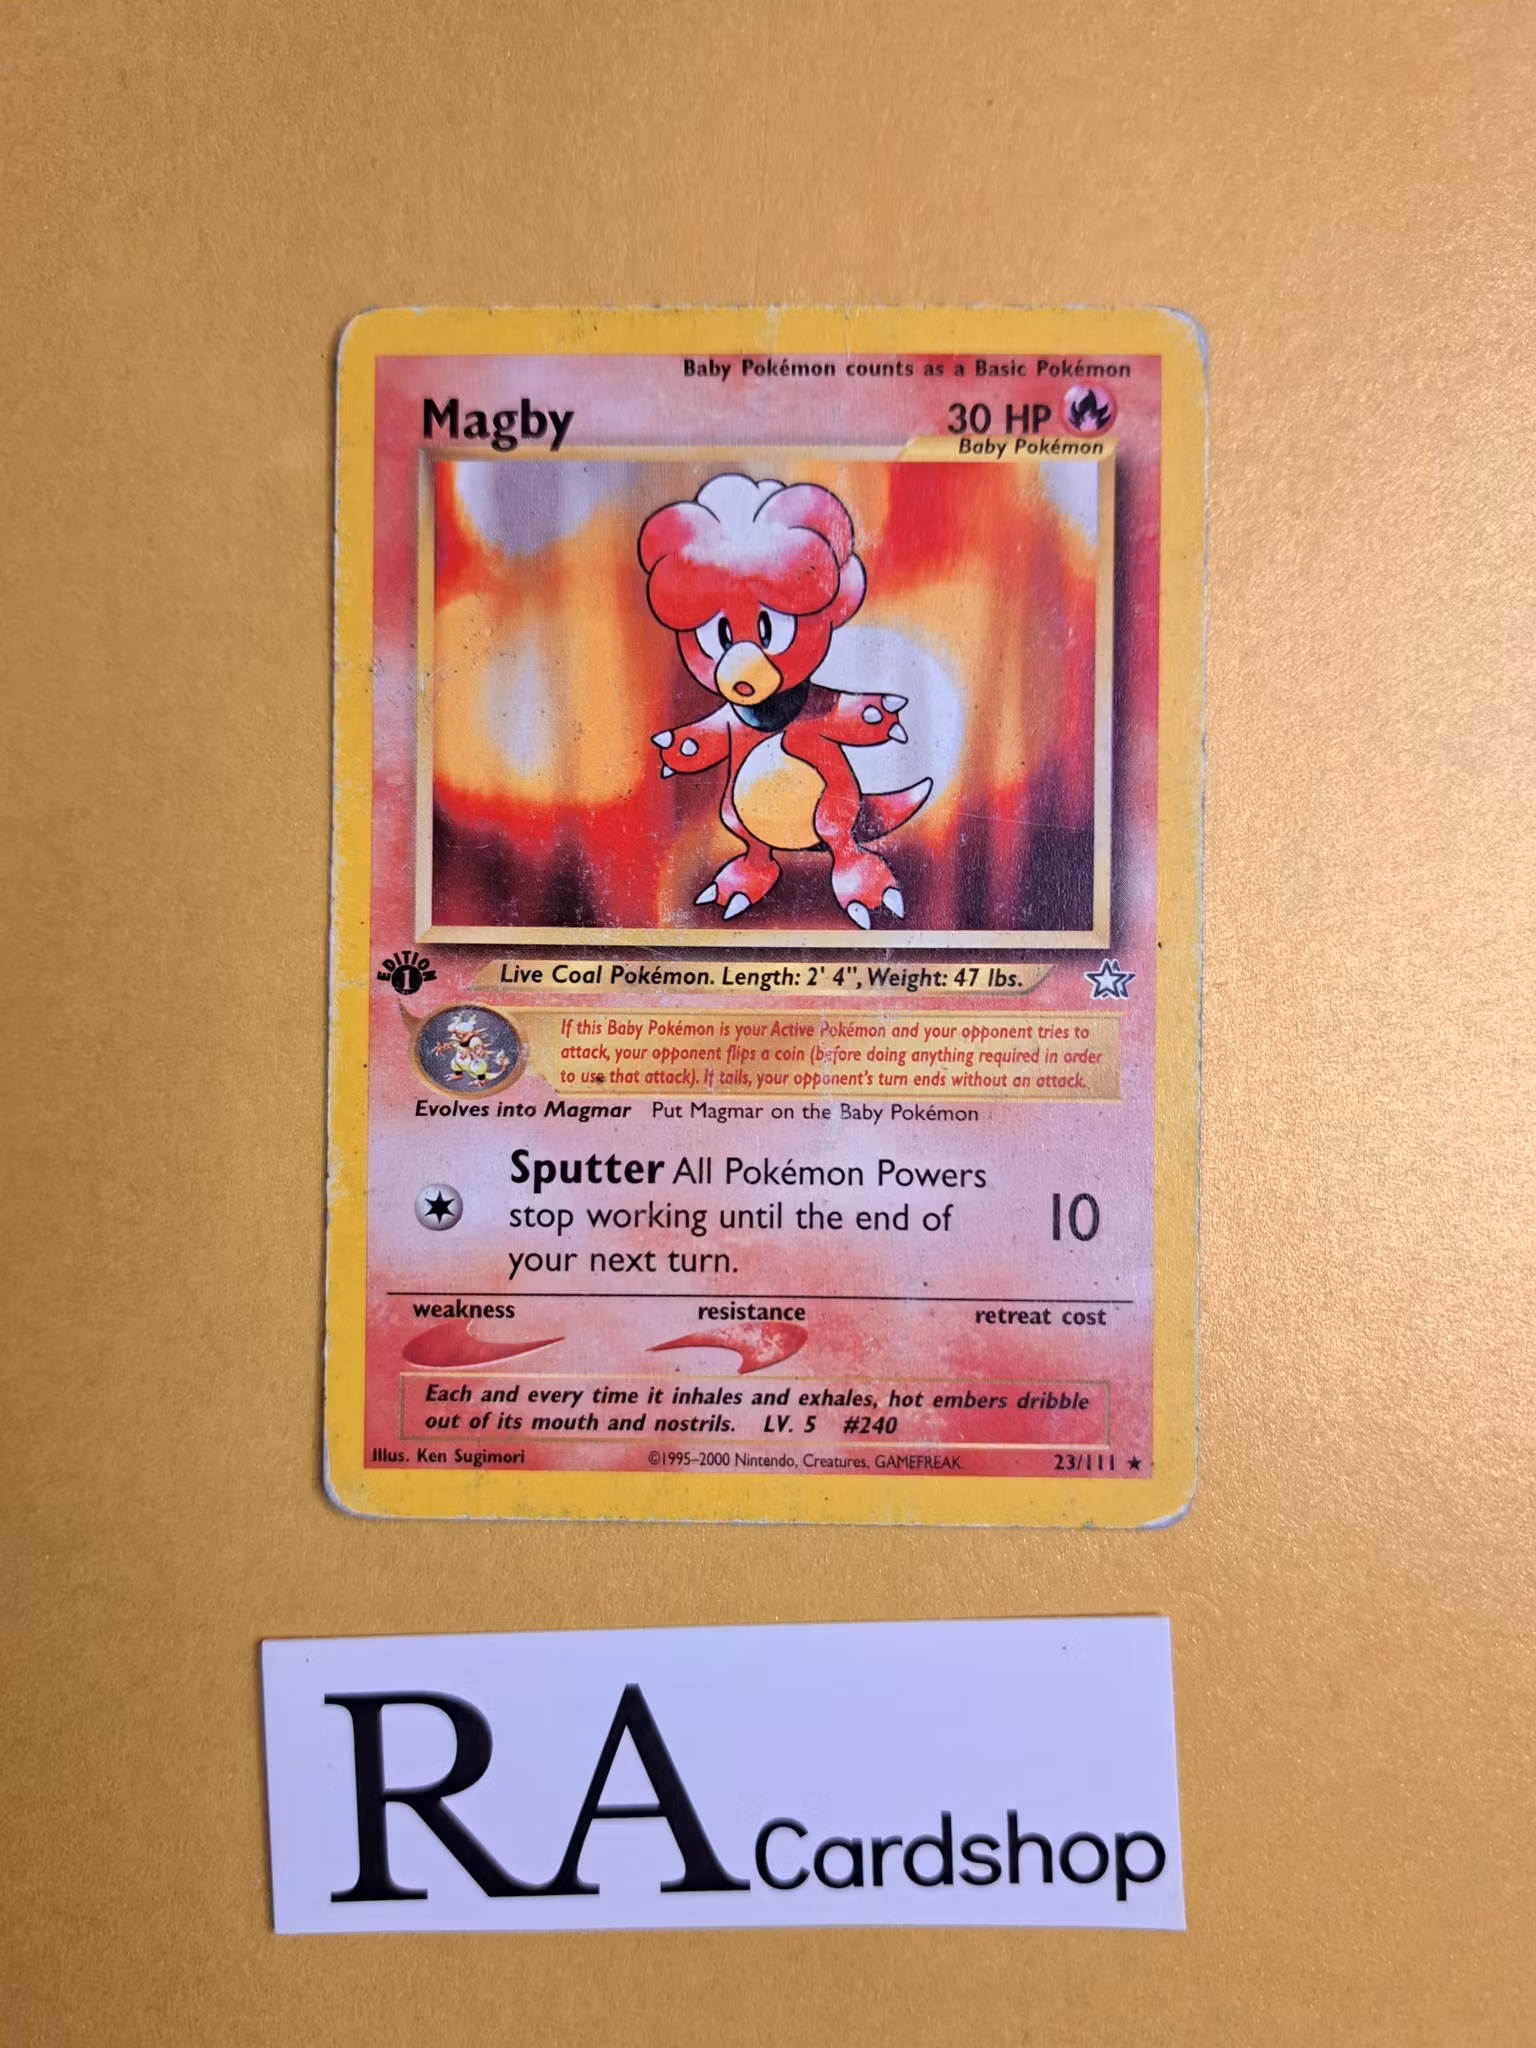 Baby Pokémon counts as a Basic Pokémon
Magby 30 HP
Baby Pokémon
EDITION
1
Live Coal Pokémon. Length: 2' 4", Weight: 47 lbs.
If this Baby Pokémon is your Active Pokémon and your opponent tries to
attack, your opponent flips a coin (before doing anything required in order
to use that attack). If tails, your opponent's turn ends without an attack.
Evolves into Magmar Put Magmar on the Baby Pokémon
Sputter All Pokémon Powers
stop working until the end of
your next turn.
10
weakness resistance retreat cost
Each and every time it inhales and exhales, hot embers dribble
out of its mouth and nostrils. LV. 5 #240
Illus. Ken Sugimori ©1995–2000 Nintendo, Creatures, GAMEFREAK. 23/111 ★
RA Cardshop